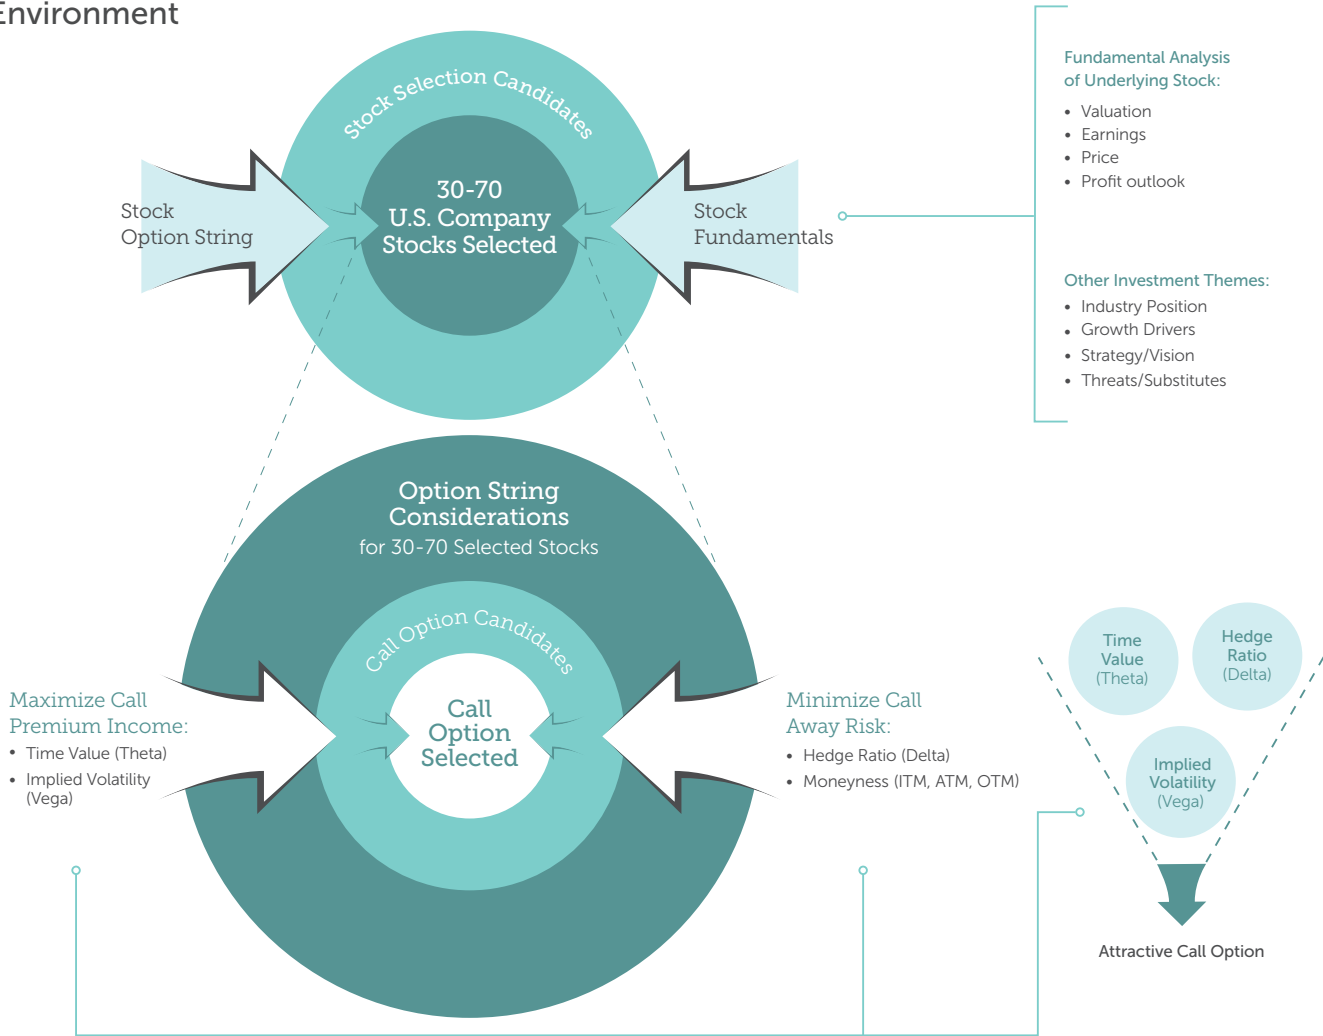 Environment
Stock Selection Candidates
30-70
U.S. Company
Stocks Selected
Stock
Option String
Stock
Fundamentals
Fundamental Analysis
of Underlying Stock:
• Valuation
• Earnings
• Price
• Profit outlook
Other Investment Themes:
• Industry Position
• Growth Drivers
• Strategy/Vision
• Threats/Substitutes
Option String
Considerations
for 30-70 Selected Stocks
Call Option Candidates
Call
Option
Selected
Maximize Call
Premium Income:
• Time Value (Theta)
• Implied Volatility
(Vega)
Minimize Call
Away Risk:
• Hedge Ratio (Delta)
• Moneyness (ITM, ATM, OTM)
Time
Value
(Theta)
Hedge
Ratio
(Delta)
Implied
Volatility
(Vega)
Attractive Call Option